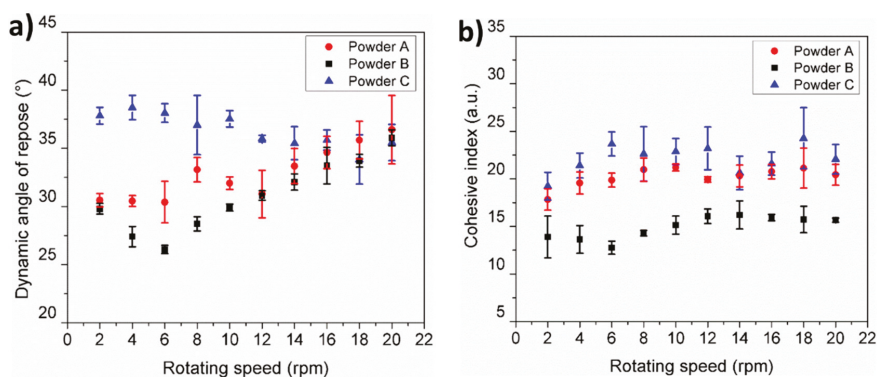 a)
Dynamic angle of repose (°)
45
40
35
30
25
20
Powder A
Powder B
Powder C
0 2 4 6 8 10 12 14 16 18 20 22
Rotating speed (rpm)
b)
Cohesive index (a.u.)
35
30
25
20
15
10
5
Powder A
Powder B
Powder C
0 2 4 6 8 10 12 14 16 18 20 22
Rotating speed (rpm)